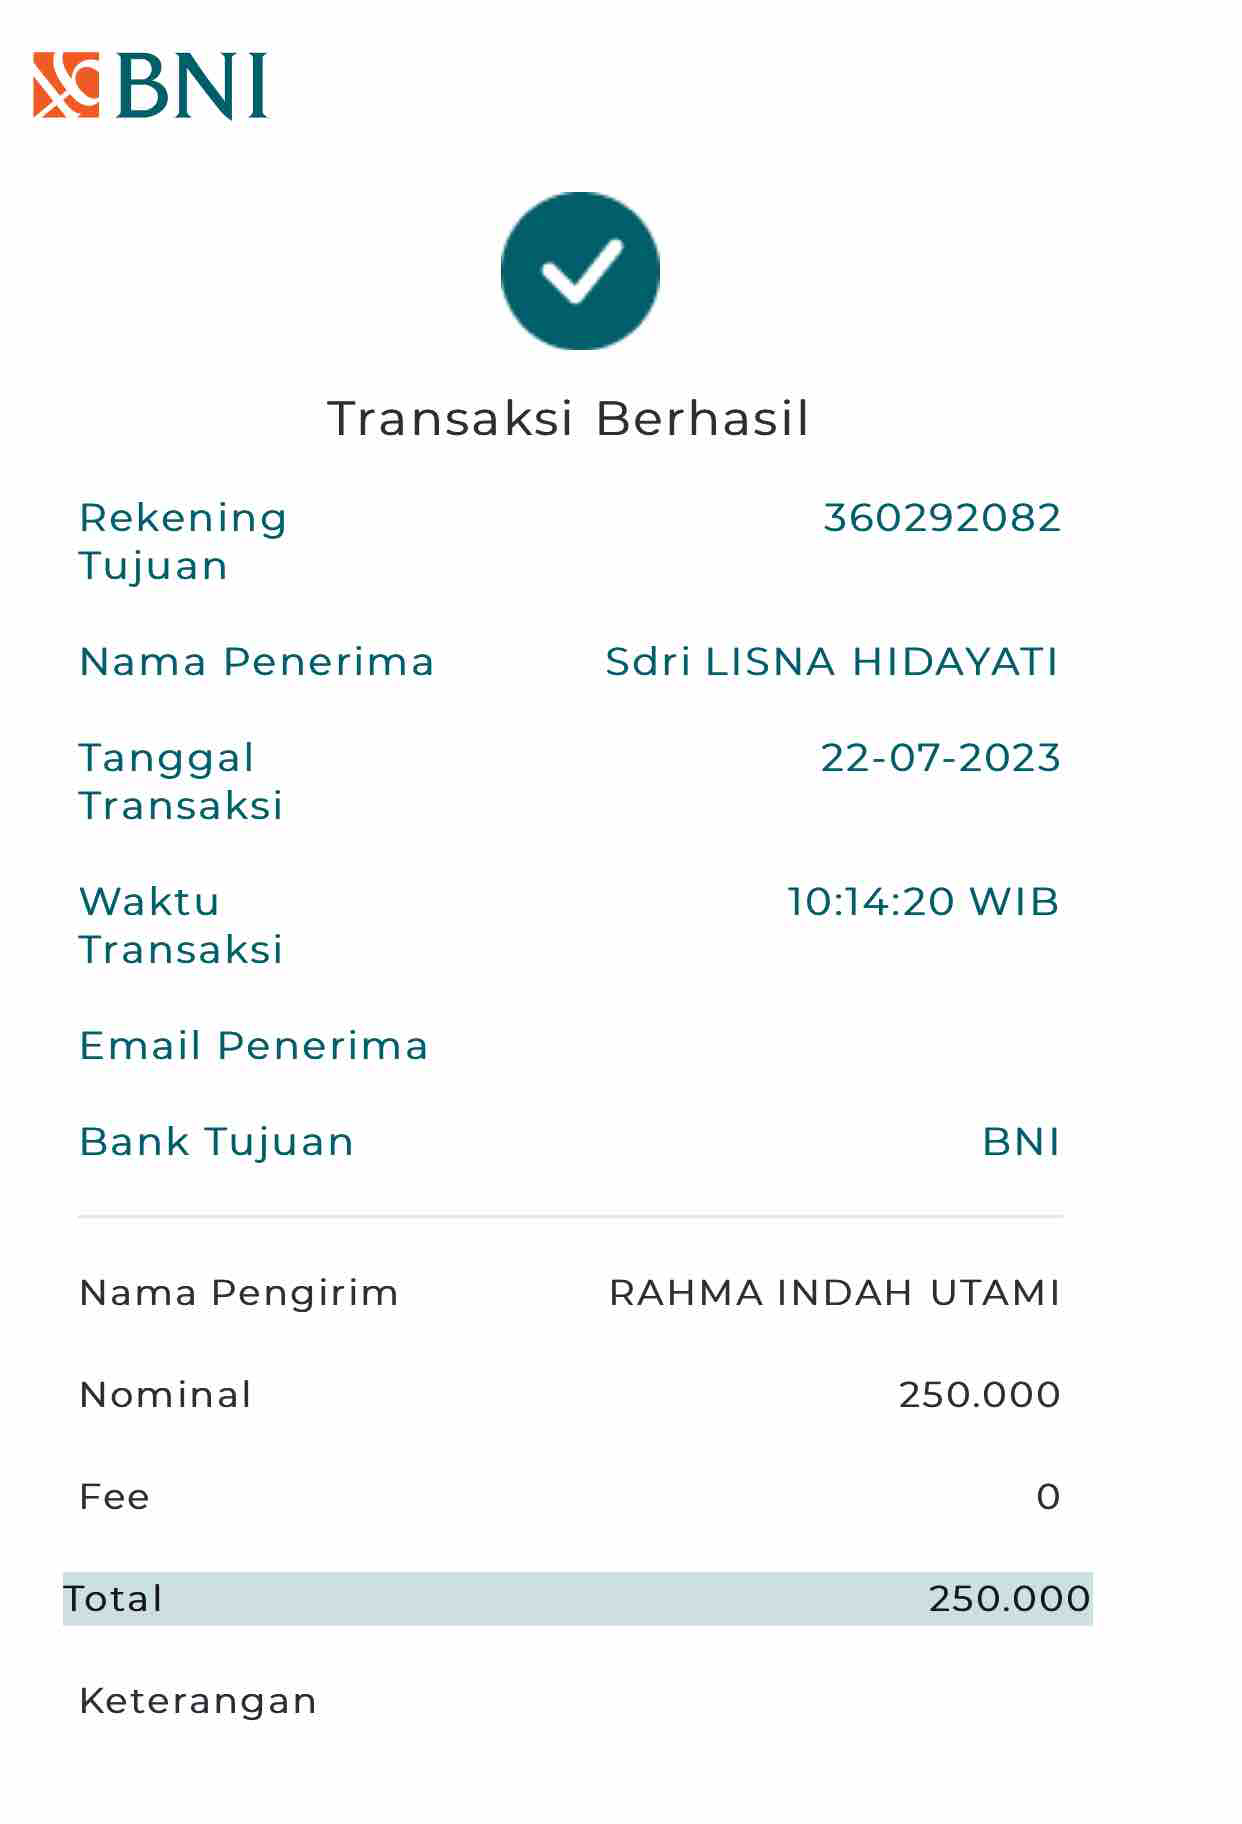 BNI
Transaksi Berhasil
Rekening Tujuan 360292082
Nama Penerima Sdri LISNA HIDAYATI
Tanggal Transaksi 22-07-2023
Waktu Transaksi 10:14:20 WIB
Email Penerima
Bank Tujuan BNI
Nama Pengirim RAHMA INDAH UTAMI
Nominal 250.000
Fee 0
Total 250.000
Keterangan